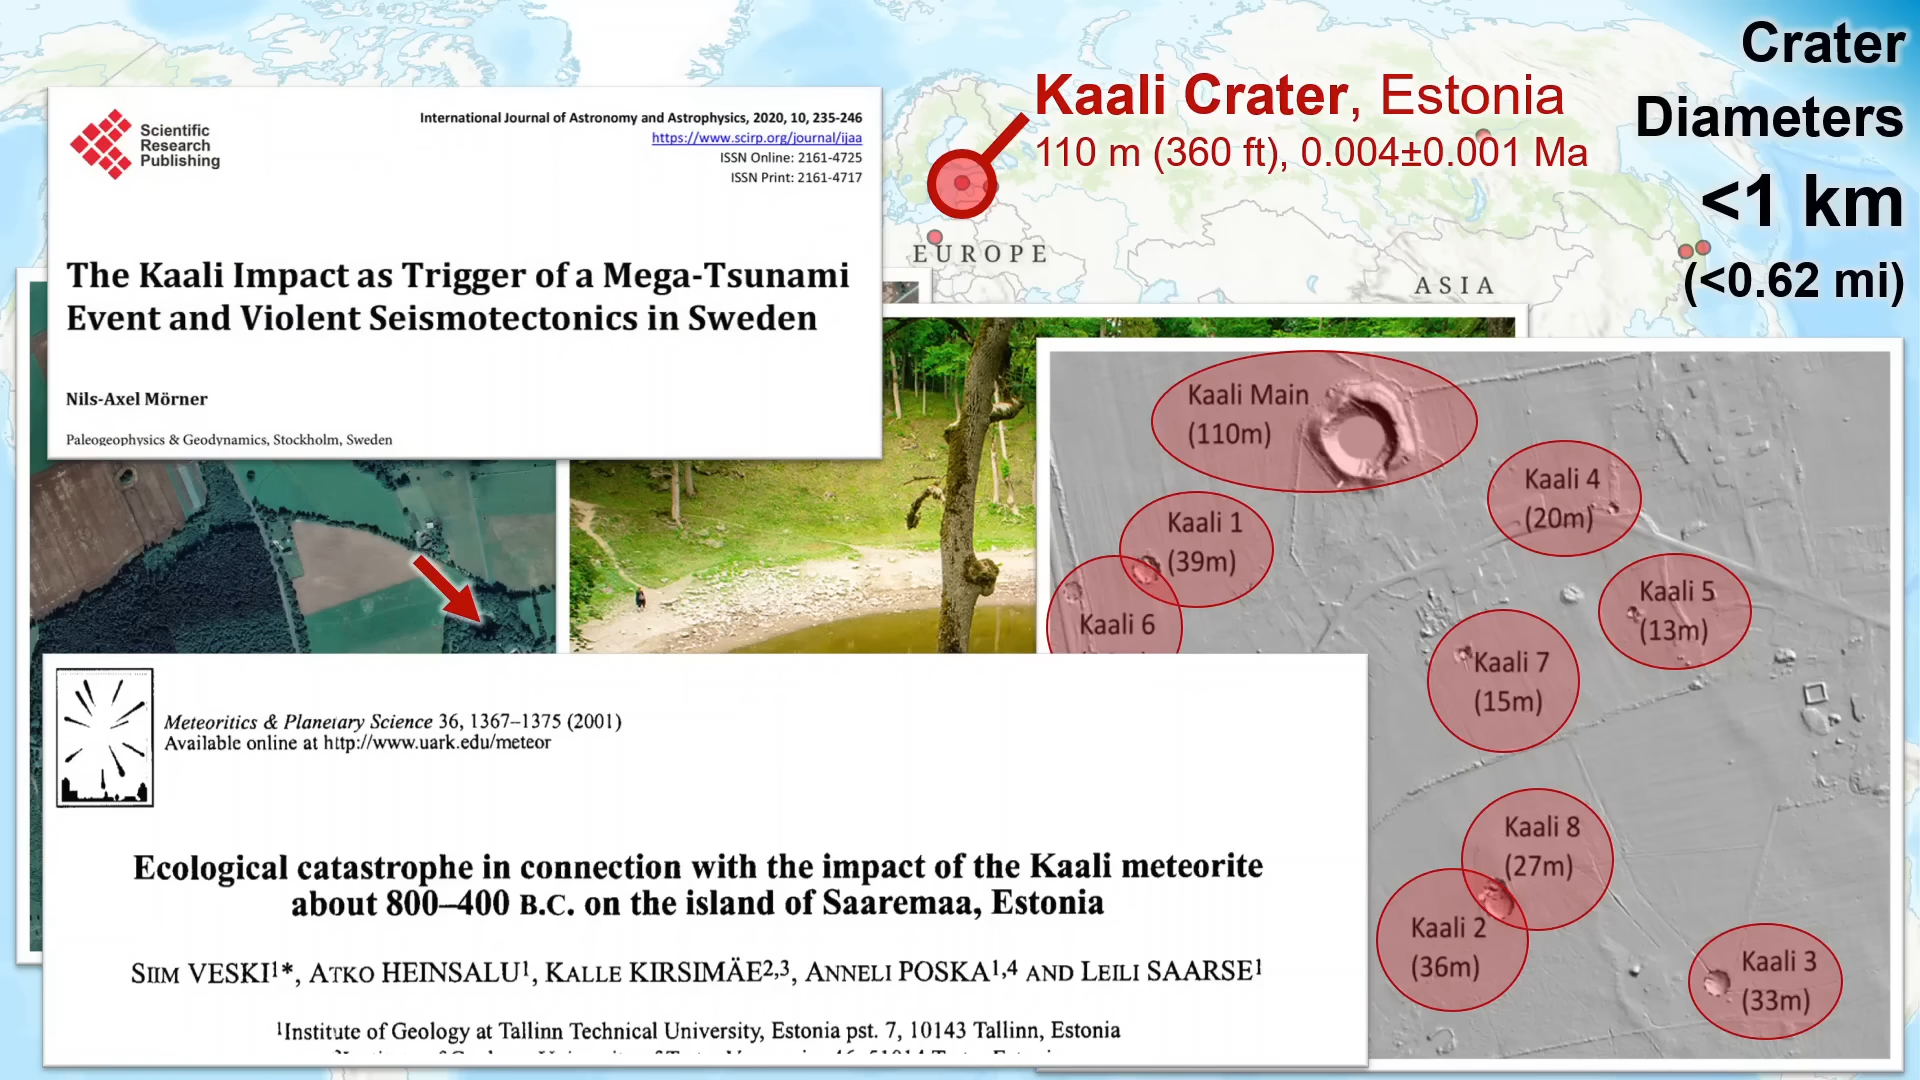 Crater
Diameters
<1 km
(<0.62 mi)
Kaali Crater, Estonia
110 m (360 ft), 0.004±0.001 Ma
EUROPE
ASIA
Scientific
Research
Publishing
International Journal of Astronomy and Astrophysics, 2020, 10, 235-246
https://www.scirp.org/journal/ijaa
ISSN Online: 2161-4725
ISSN Print: 2161-4717
The Kaali Impact as Trigger of a Mega-Tsunami
Event and Violent Seismotectonics in Sweden
Nils-Axel Mörner
Paleogeophysics & Geodynamics, Stockholm, Sweden
Kaali Main
(110m)
Kaali 4
(20m)
Kaali 1
(39m)
Kaali 5
(13m)
Kaali 6
Kaali 7
(15m)
Kaali 8
(27m)
Kaali 2
(36m)
Kaali 3
(33m)
Meteoritics & Planetary Science 36, 1367–1375 (2001)
Available online at http://www.uark.edu/meteor
Ecological catastrophe in connection with the impact of the Kaali meteorite
about 800–400 B.C. on the island of Saaremaa, Estonia
SIIM VESKI1*, ATKO HEINSALU1, KALLE KIRSIMÄE2,3, ANNELI POSKA1,4 AND LEILI SAARSE1
1Institute of Geology at Tallinn Technical University, Estonia pst. 7, 10143 Tallinn, Estonia